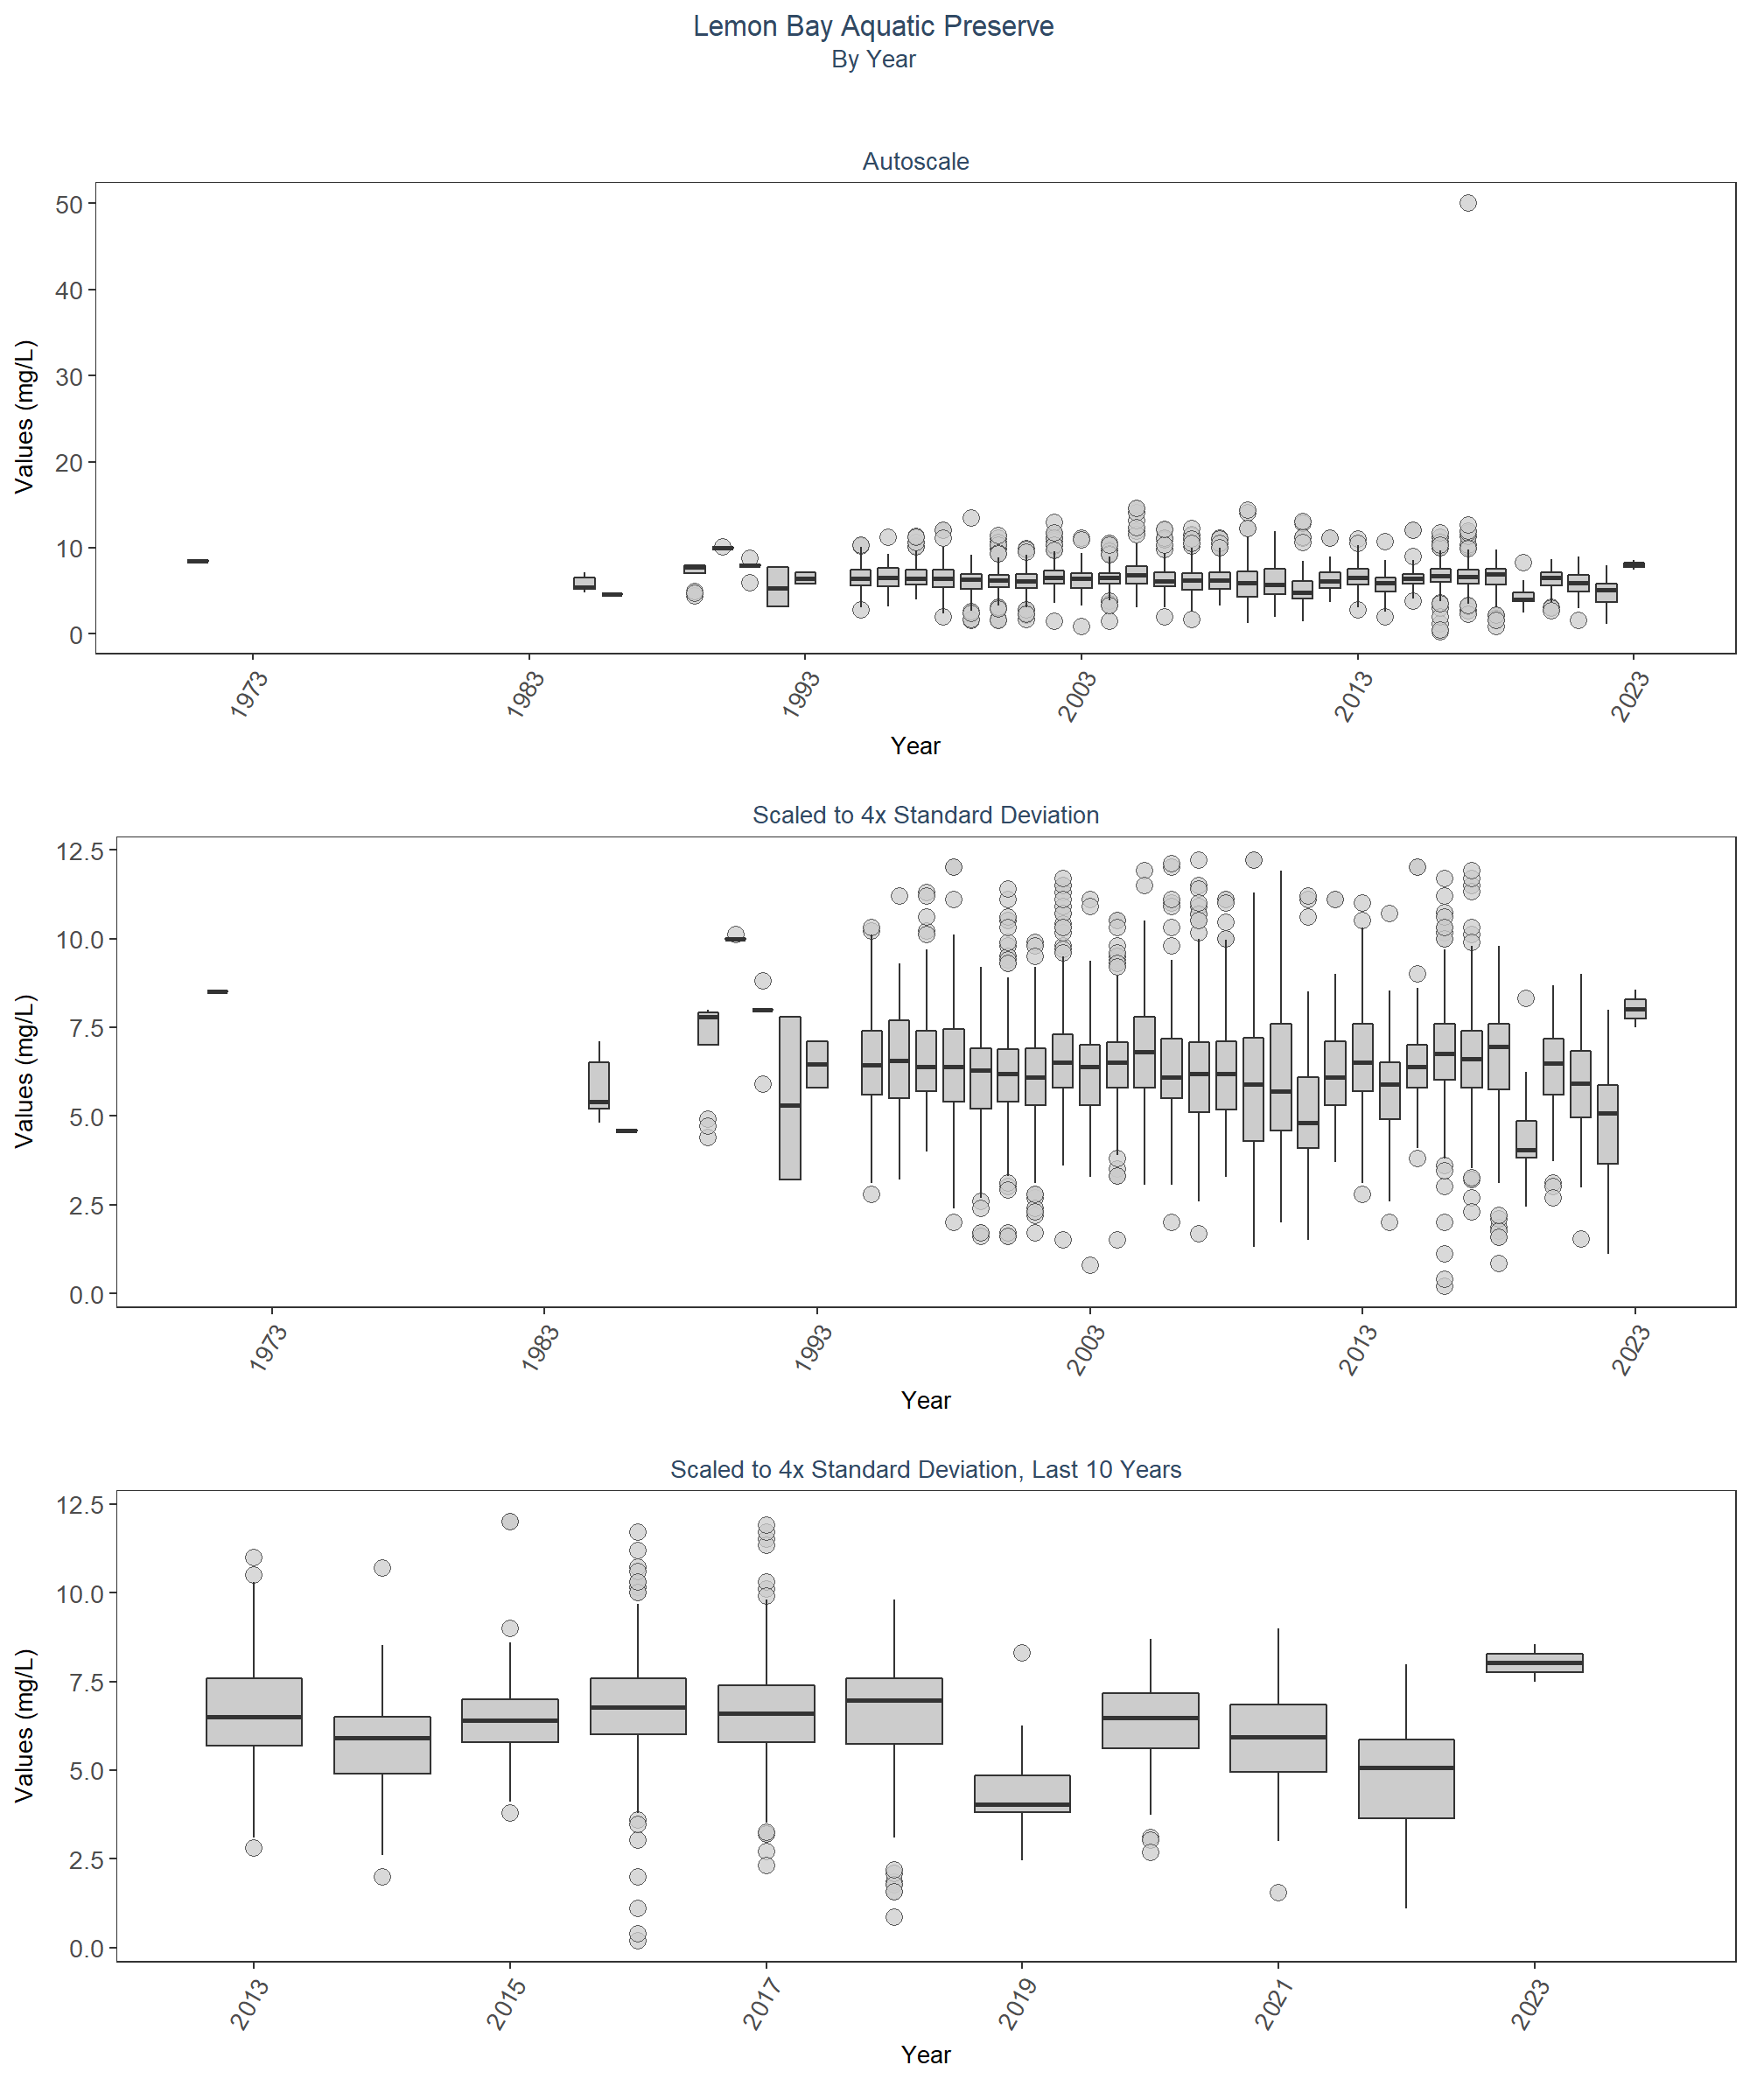 Lemon Bay Aquatic Preserve
By Year
Autoscale
50
40
30
20
10
0
Values (mg/L)
1973 1983 1993 2003 2013 2023
Year
Scaled to 4x Standard Deviation
12.5
10.0
7.5
5.0
2.5
0.0
Values (mg/L)
1973 1983 1993 2003 2013 2023
Year
Scaled to 4x Standard Deviation, Last 10 Years
12.5
10.0
7.5
5.0
2.5
0.0
Values (mg/L)
2013 2015 2017 2019 2021 2023
Year